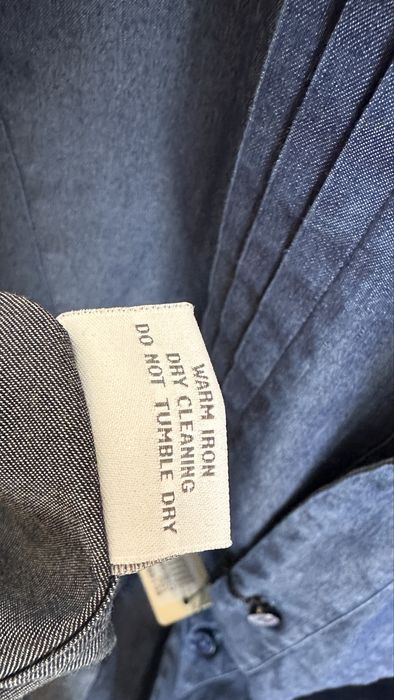 WARM IRON
DRY CLEANING
DO NOT TUMBLE DRY